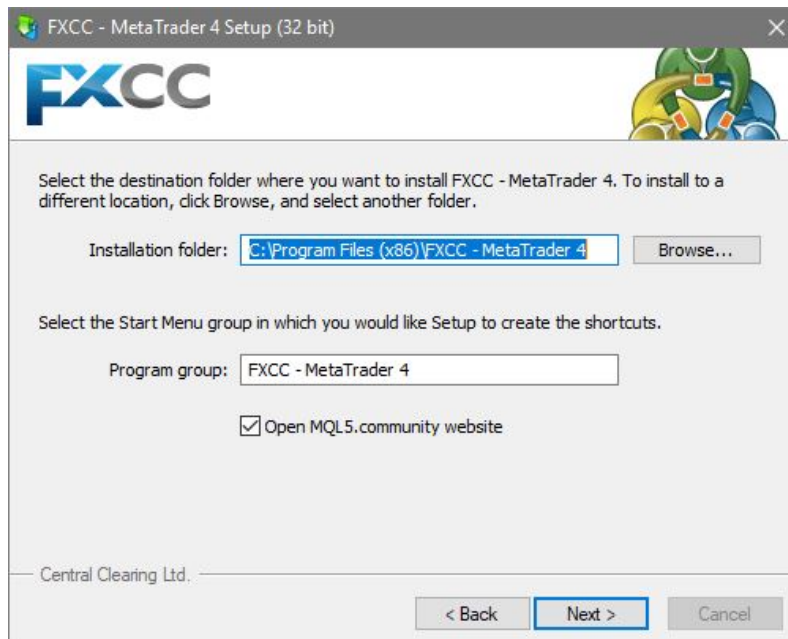 FXCC - MetaTrader 4 Setup (32 bit)
FXCC
Select the destination folder where you want to install FXCC - MetaTrader 4. To install to a
different location, click Browse, and select another folder.
Installation folder: C:\Program Files (x86)\FXCC - MetaTrader 4 Browse...
Select the Start Menu group in which you would like Setup to create the shortcuts.
Program group: FXCC - MetaTrader 4
Open MQL5.community website
Central Clearing Ltd.
< Back Next > Cancel